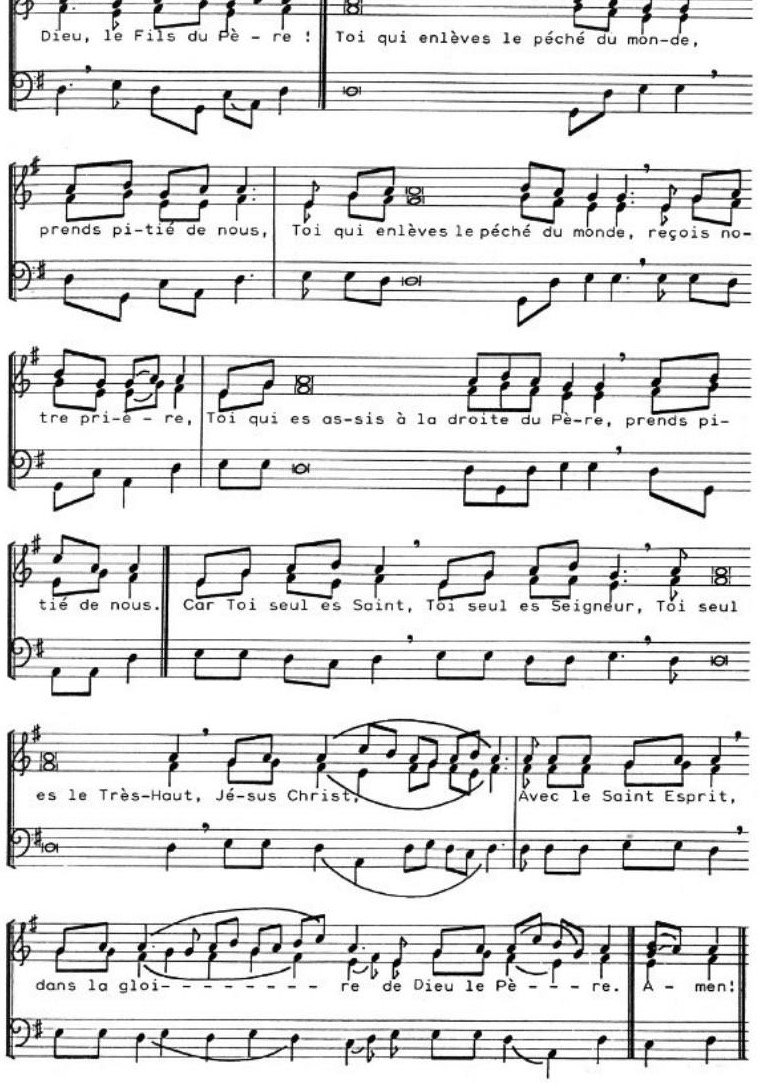 Dieu, le Fils du Pè - re ! Toi qui enlèves le péché du mon-de,
prends pi-tié de nous, Toi qui enlèves le péché du monde, reçois no-
tre pri-è - re, Toi qui es as-sis à la droite du Pè-re, prends pi-
tié de nous. Car Toi seul es Saint, Toi seul es Seigneur, Toi seul
es le Très-Haut, Jé-sus Christ, Avec le Saint Esprit,
dans la gloi- - - - - - - - - re de Dieu le Pè - - - re. A - men!